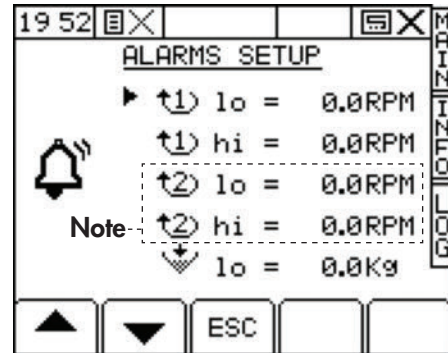 19 52
ALARMS SETUP
1 lo = 0.0RPM
1 hi = 0.0RPM
2 lo = 0.0RPM
Note 2 hi = 0.0RPM
lo = 0.0Kg
ESC
MAIN
INFO
LOG